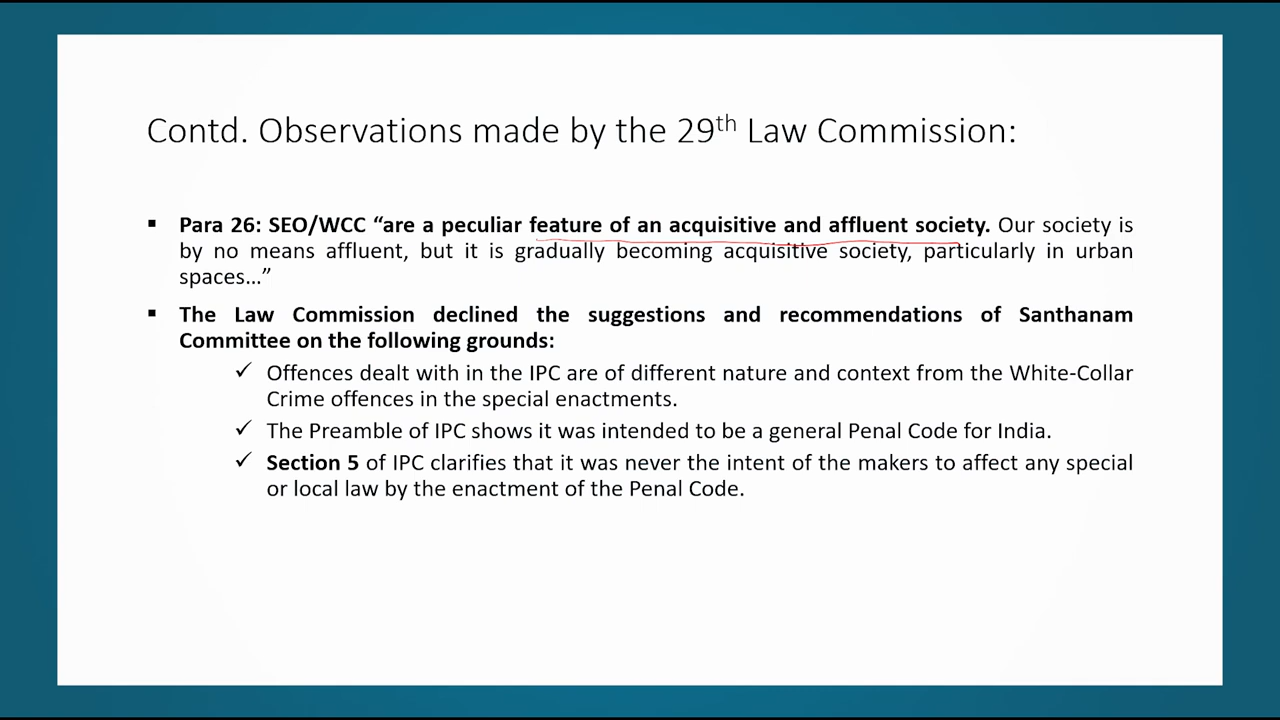 Contd. Observations made by the 29th Law Commission:
▪ Para 26: SEO/WCC “are a peculiar feature of an acquisitive and affluent society. Our society is
by no means affluent, but it is gradually becoming acquisitive society, particularly in urban
spaces…”
▪ The Law Commission declined the suggestions and recommendations of Santhanam
Committee on the following grounds:
✓ Offences dealt with in the IPC are of different nature and context from the White-Collar
Crime offences in the special enactments.
✓ The Preamble of IPC shows it was intended to be a general Penal Code for India.
✓ Section 5 of IPC clarifies that it was never the intent of the makers to affect any special
or local law by the enactment of the Penal Code.